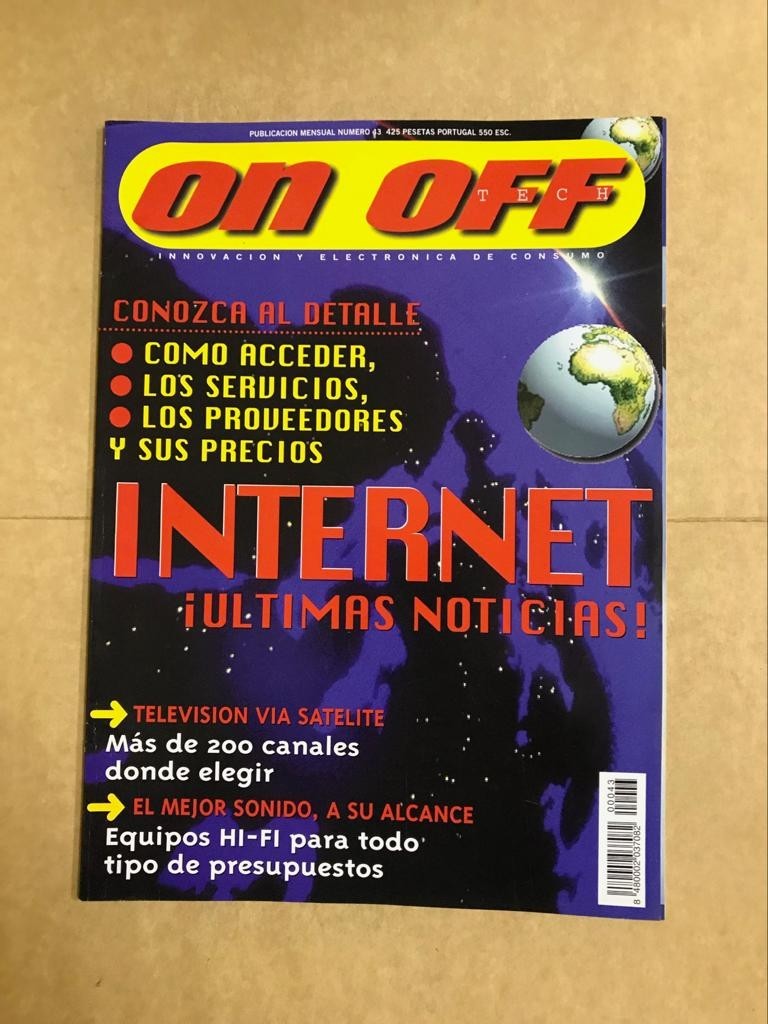 PUBLICACION MENSUAL NUMERO 43 425 PESETAS PORTUGAL 550 ESC.
ON OFF
TECH
INNOVACION Y ELECTRONICA DE CONSUMO
CONOZCA AL DETALLE
● COMO ACCEDER,
● LOS SERVICIOS,
● LOS PROVEEDORES
Y SUS PRECIOS
INTERNET
¡ULTIMAS NOTICIAS!
TELEVISION VIA SATELITE
Más de 200 canales
donde elegir
EL MEJOR SONIDO, A SU ALCANCE
Equipos HI-FI para todo
tipo de presupuestos
00043
8 480002 037082